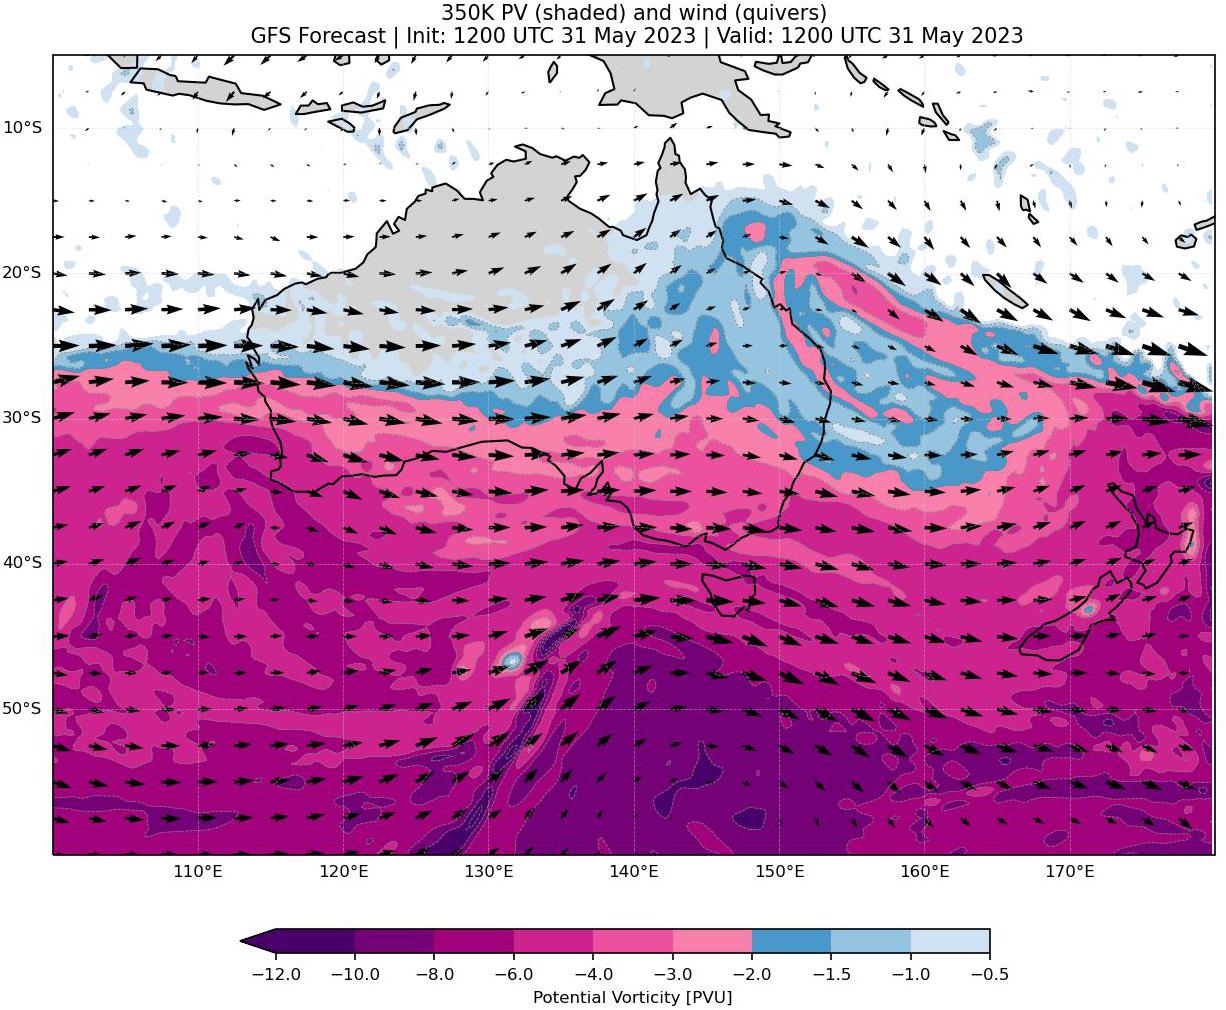 350K PV (shaded) and wind (quivers)
GFS Forecast | Init: 1200 UTC 31 May 2023 | Valid: 1200 UTC 31 May 2023
10°S
20°S
30°S
40°S
50°S
110°E 120°E 130°E 140°E 150°E 160°E 170°E
−12.0 −10.0 −8.0 −6.0 −4.0 −3.0 −2.0 −1.5 −1.0 −0.5
Potential Vorticity [PVU]